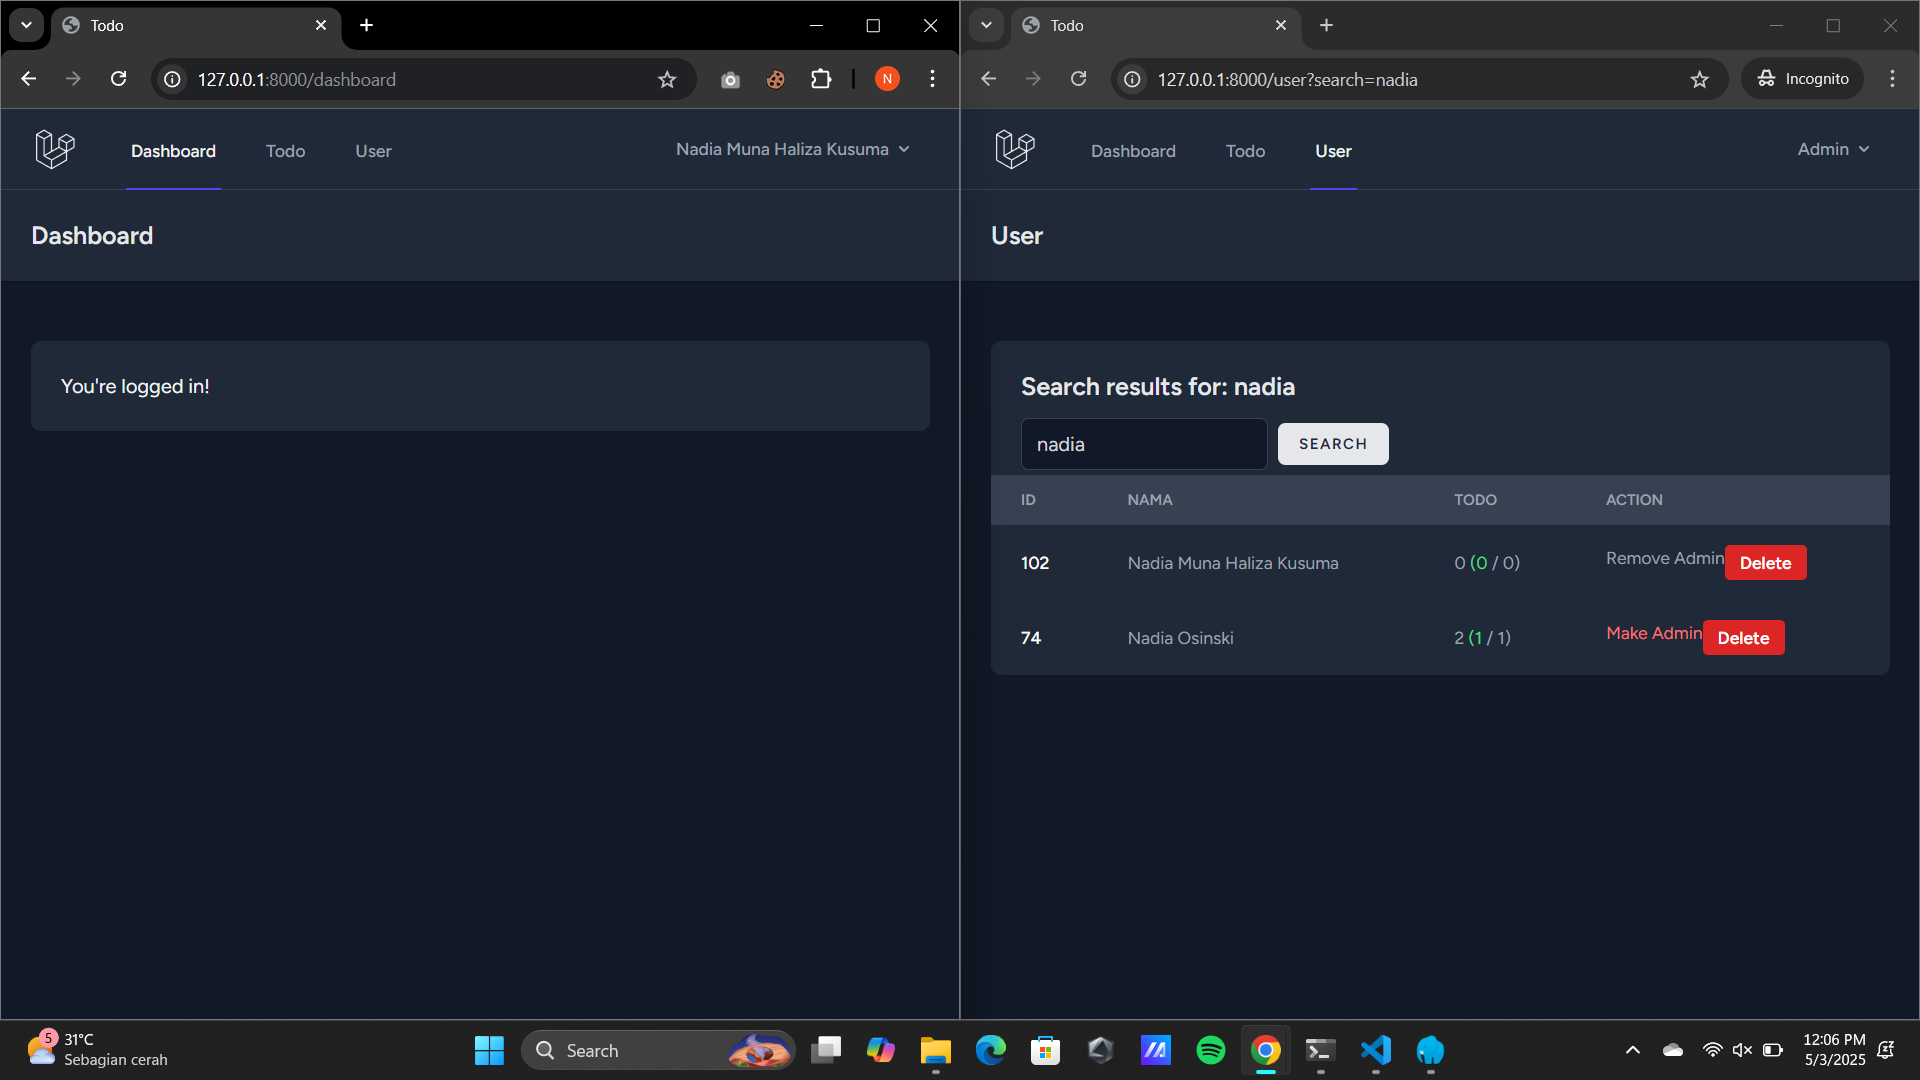 Todo
127.0.0.1:8000/dashboard
N
Dashboard Todo User Nadia Muna Haliza Kusuma
Dashboard
You're logged in!
Todo
127.0.0.1:8000/user?search=nadia
Incognito
Dashboard Todo User Admin
User
Search results for: nadia
nadia SEARCH
ID NAMA TODO ACTION
102 Nadia Muna Haliza Kusuma 0 (0 / 0) Remove Admin Delete
74 Nadia Osinski 2 (1 / 1) Make Admin Delete
5
31°C
Sebagian cerah
Search
12:06 PM
5/3/2025